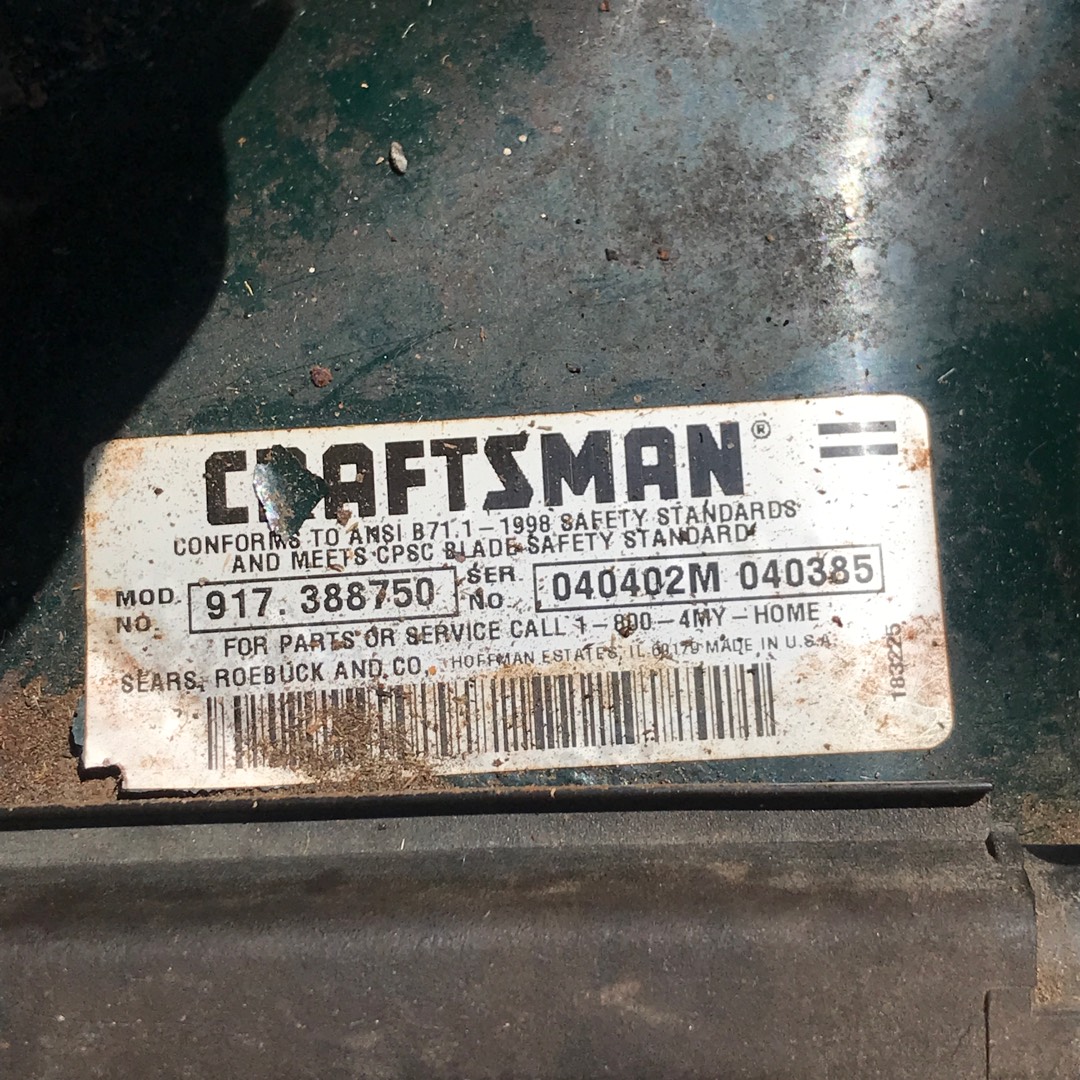 CRAFTSMAN®
CONFORMS TO ANSI B71.1-1998 SAFETY STANDARDS
AND MEETS CPSC BLADE SAFETY STANDARD
MOD. NO. 917.388750 SER NO. 040402M 040385
FOR PARTS OR SERVICE CALL 1-800-4MY-HOME
SEARS, ROEBUCK AND CO. HOFFMAN ESTATES, IL 60179 MADE IN U.S.A.
183225